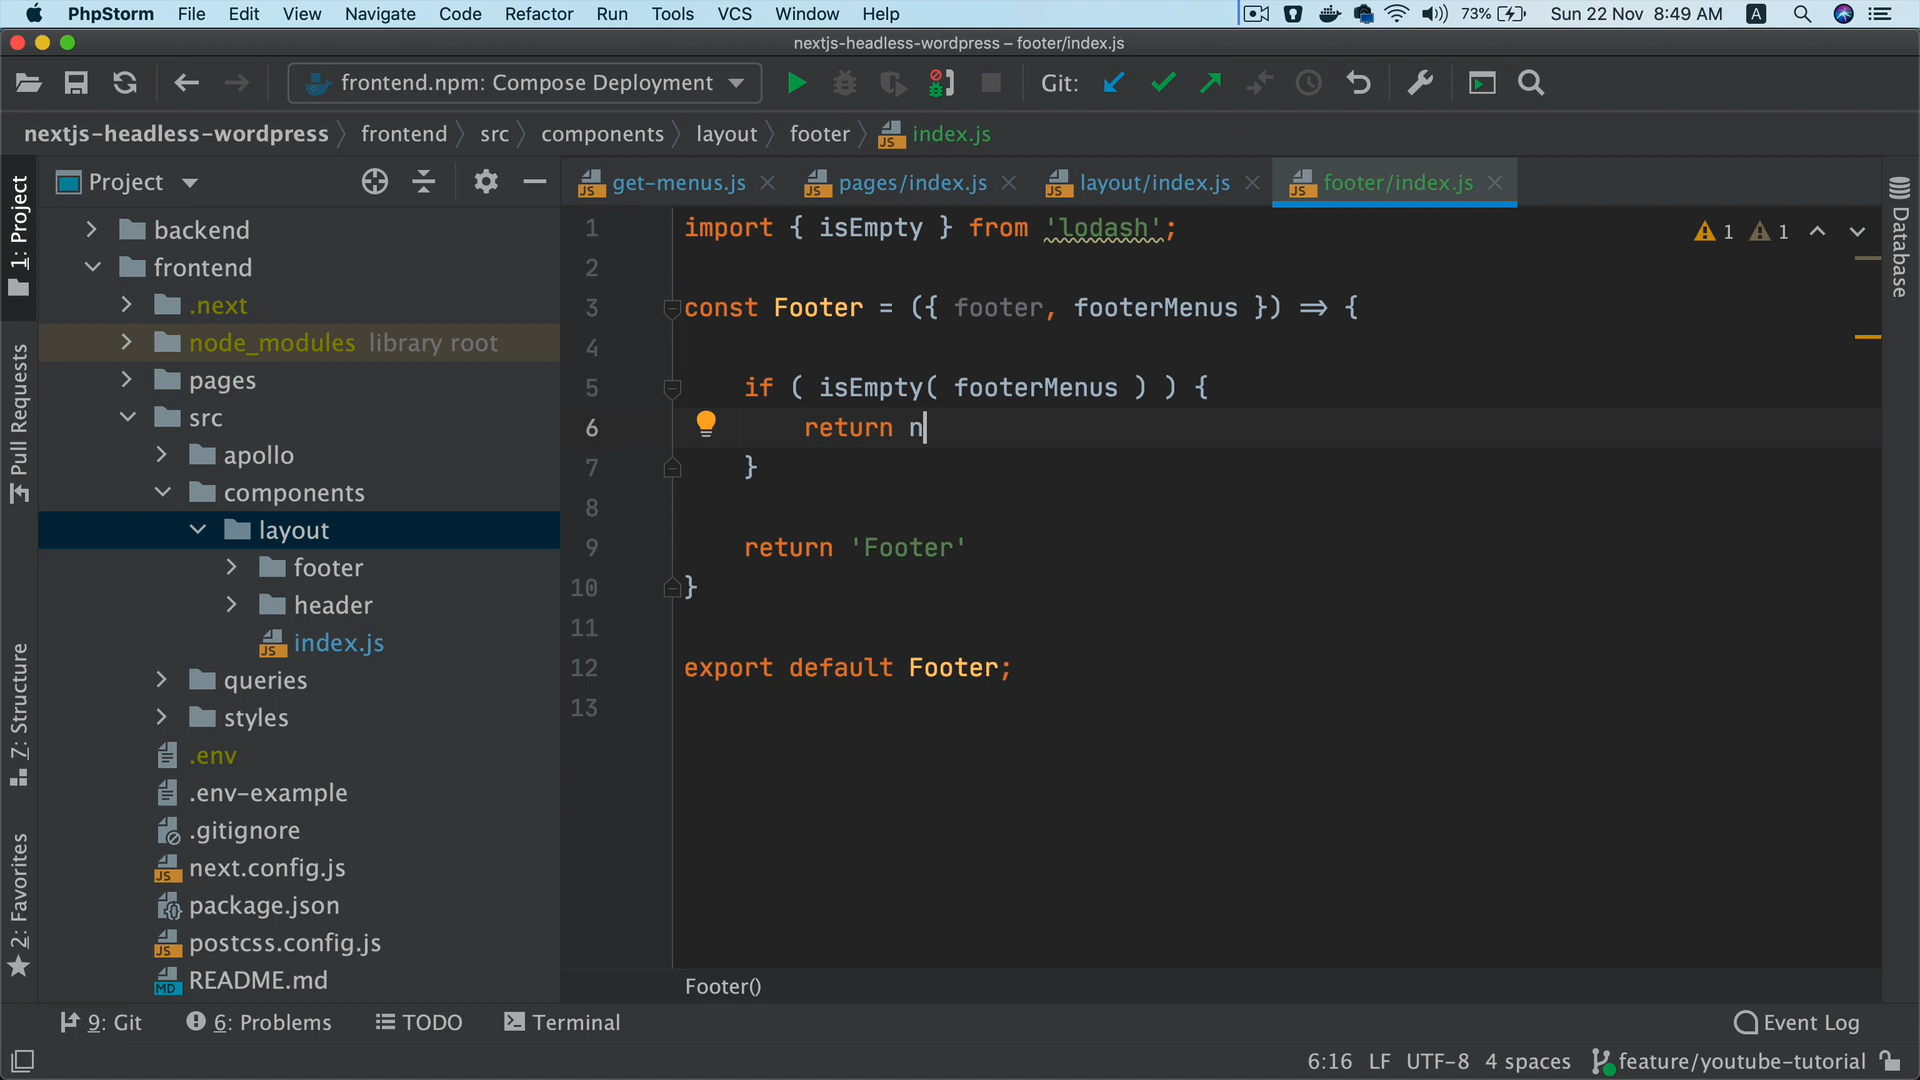 PhpStorm File Edit View Navigate Code Refactor Run Tools VCS Window Help 73% Sun 22 Nov 8:49 AM A
nextjs-headless-wordpress – footer/index.js
frontend.npm: Compose Deployment Git:
nextjs-headless-wordpress frontend src components layout footer index.js
Project
get-menus.js pages/index.js layout/index.js footer/index.js
1: Project
Pull Requests
Z: Structure
2: Favorites
backend
frontend
.next
node_modules library root
pages
src
apollo
components
layout
footer
header
index.js
queries
styles
.env
.env-example
.gitignore
next.config.js
package.json
postcss.config.js
README.md
1 import { isEmpty } from 'lodash';
2
3 const Footer = ({ footer, footerMenus }) => {
4
5 if ( isEmpty( footerMenus ) ) {
6 return n
7 }
8
9 return 'Footer'
10 }
11
12 export default Footer;
13
1 1
Database
Footer()
9: Git 6: Problems TODO Terminal Event Log
6:16 LF UTF-8 4 spaces feature/youtube-tutorial